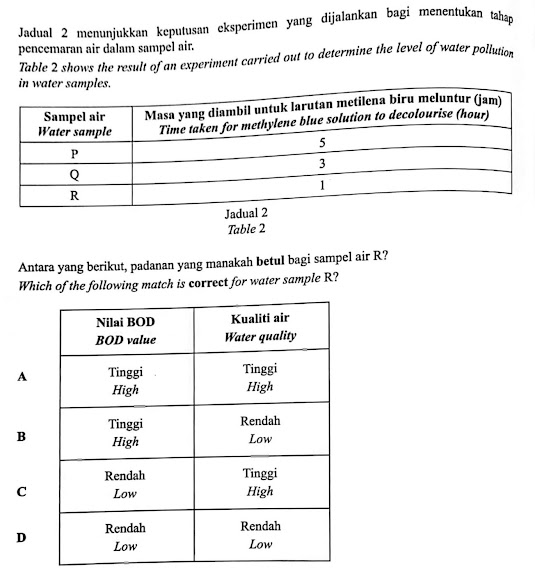 Jadual 2 menunjukkan keputusan eksperimen yang dijalankan bagi menentukan tahap
pencemaran air dalam sampel air.
Table 2 shows the result of an experiment carried out to determine the level of water pollution
in water samples.
Sampel air
Water sample
Masa yang diambil untuk larutan metilena biru meluntur (jam)
Time taken for methylene blue solution to decolourise (hour)
P
5
Q
3
R
1
Jadual 2
Table 2
Antara yang berikut, padanan yang manakah betul bagi sampel air R?
Which of the following match is correct for water sample R?
Nilai BOD
BOD value
Kualiti air
Water quality
A
Tinggi
High
Tinggi
High
B
Tinggi
High
Rendah
Low
C
Rendah
Low
Tinggi
High
D
Rendah
Low
Rendah
Low